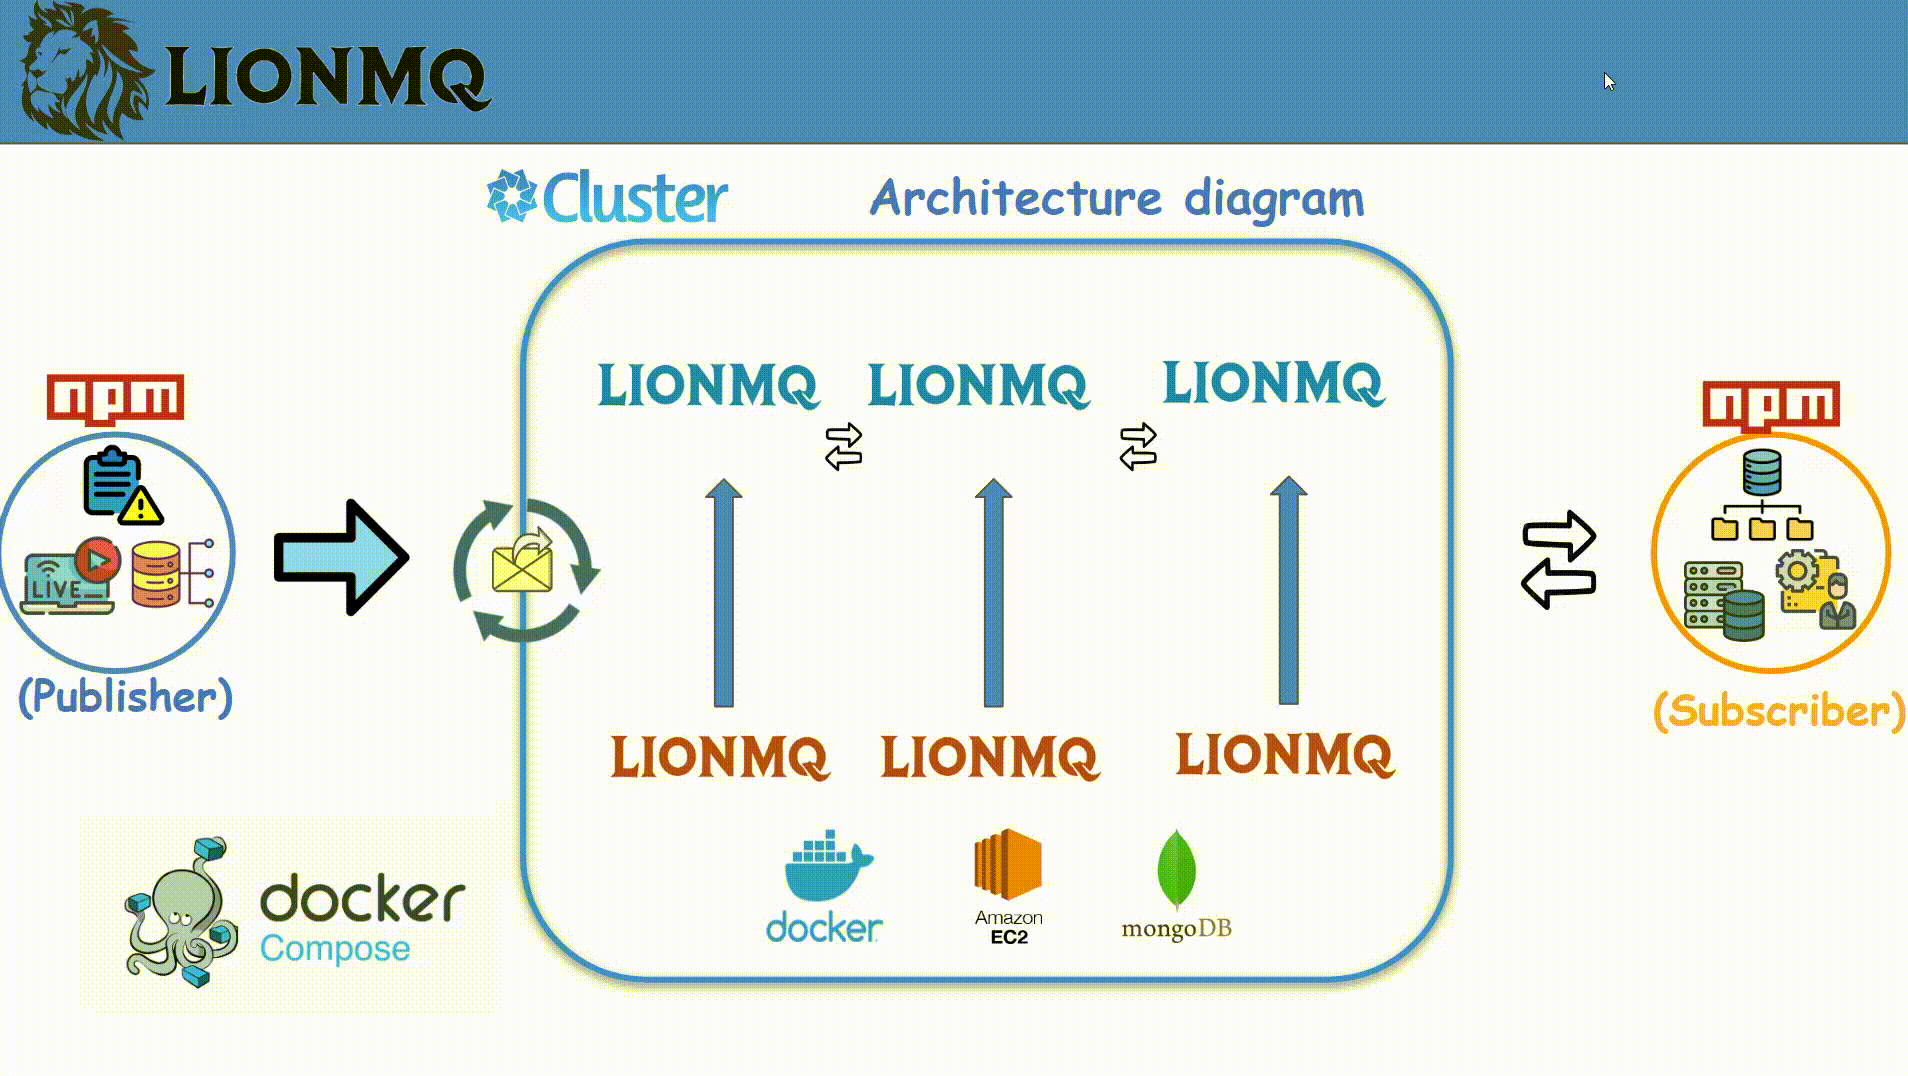 LIONMQ
Cluster
Architecture diagram
LIONMQ
LIONMQ
LIONMQ
npm
npm
LIVE
(Publisher)
(Subscriber)
LIONMQ
LIONMQ
LIONMQ
docker
Compose
docker
Amazon
EC2
mongoDB